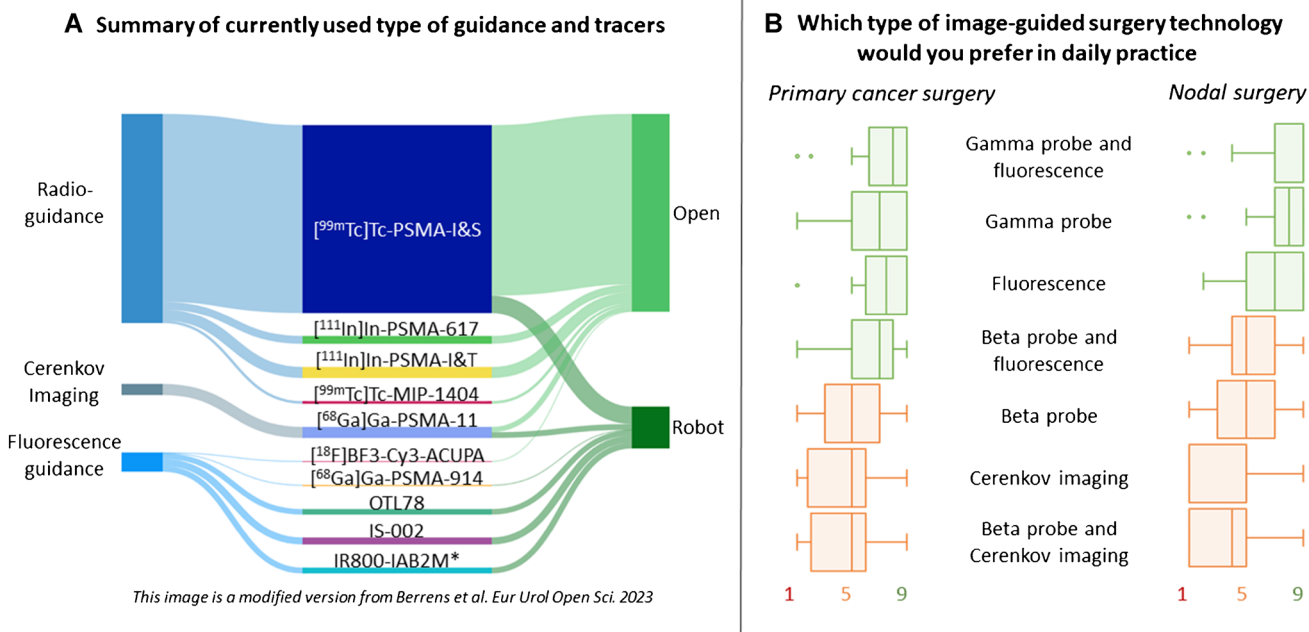 A Summary of currently used type of guidance and tracers
Radio-
guidance
Cerenkov
Imaging
Fluorescence
guidance
[⁹⁹ᵐTc]Tc-PSMA-I&S
[¹¹¹In]In-PSMA-617
[¹¹¹In]In-PSMA-I&T
[⁹⁹ᵐTc]Tc-MIP-1404
[⁶⁸Ga]Ga-PSMA-11
[¹⁸F]BF3-Cy3-ACUPA
[⁶⁸Ga]Ga-PSMA-914
OTL78
IS-002
IR800-IAB2M*
Open
Robot
This image is a modified version from Berrens et al. Eur Urol Open Sci. 2023
B Which type of image-guided surgery technology
would you prefer in daily practice
Primary cancer surgery
Nodal surgery
Gamma probe and
fluorescence
Gamma probe
Fluorescence
Beta probe and
fluorescence
Beta probe
Cerenkov imaging
Beta probe and
Cerenkov imaging
1 5 9
1 5 9